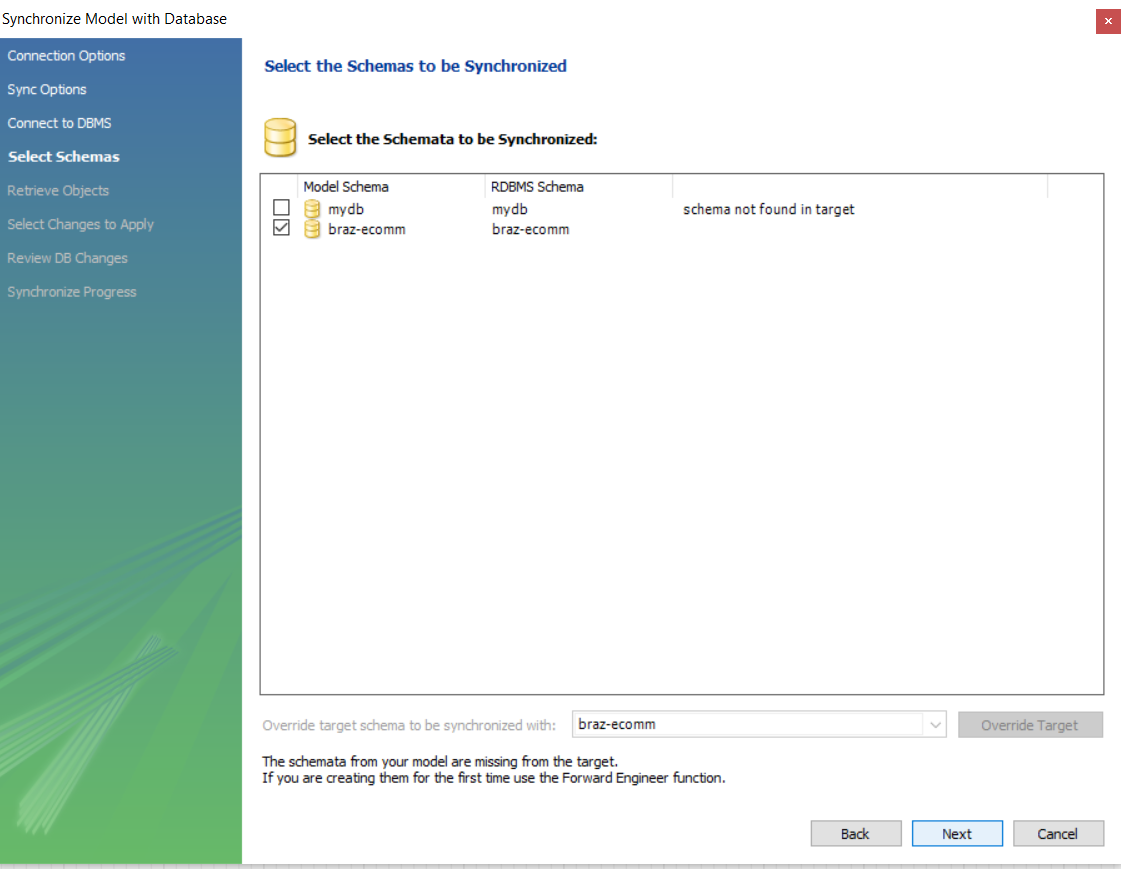 Synchronize Model with Database
Connection Options
Sync Options
Connect to DBMS
Select Schemas
Retrieve Objects
Select Changes to Apply
Review DB Changes
Synchronize Progress
Select the Schemas to be Synchronized
Select the Schemata to be Synchronized:
Model Schema RDBMS Schema
mydb mydb schema not found in target
braz-ecomm braz-ecomm
Override target schema to be synchronized with: braz-ecomm Override Target
The schemata from your model are missing from the target.
If you are creating them for the first time use the Forward Engineer function.
Back Next Cancel